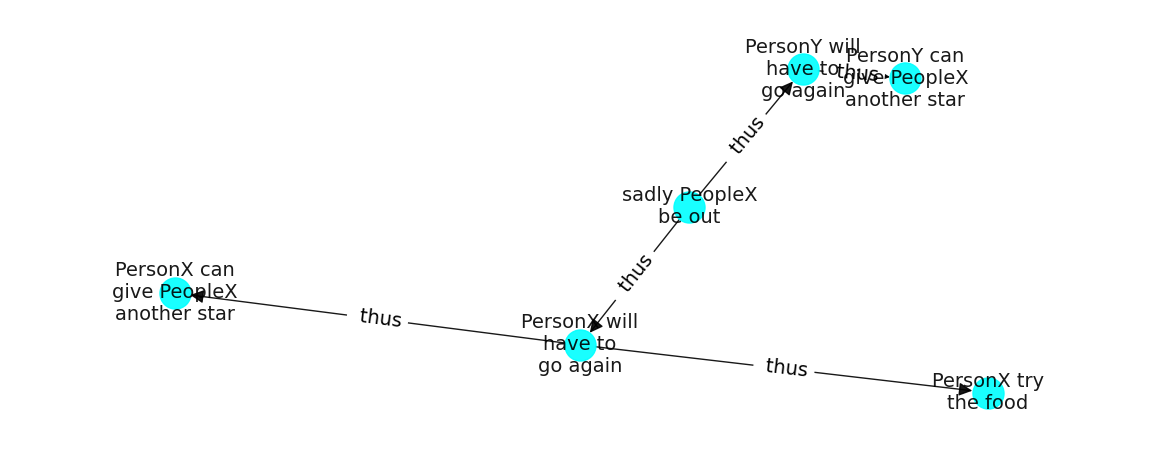 PersonY will
have to
go again
thus
PersonY can
give PeopleX
another star
thus
sadly PeopleX
be out
thus
PersonX can
give PeopleX
another star
thus
PersonX will
have to
go again
thus
PersonX try
the food